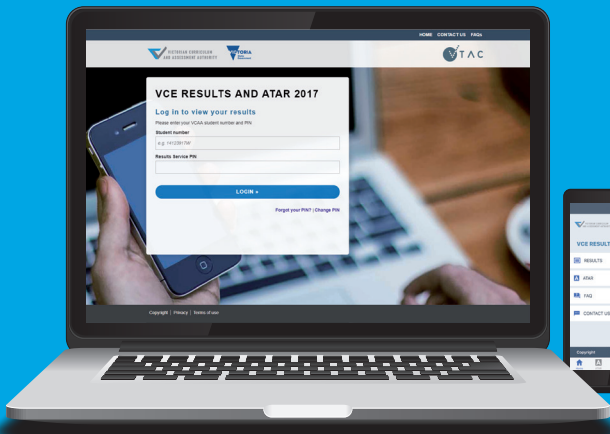 HOME CONTACT US FAQs
VICTORIAN CURRICULUM
AND ASSESSMENT AUTHORITY
VICTORIA
VTAC
VCE RESULTS AND ATAR 2017
Log in to view your results
Please enter your VCAA student number and PIN
Student number
Results Service PIN
LOGIN »
Forgot your PIN? | Change PIN
Copyright | Privacy | Terms of use
VCE RESULT
RESULTS
ATAR
FAQ
CONTACT US
Copyright